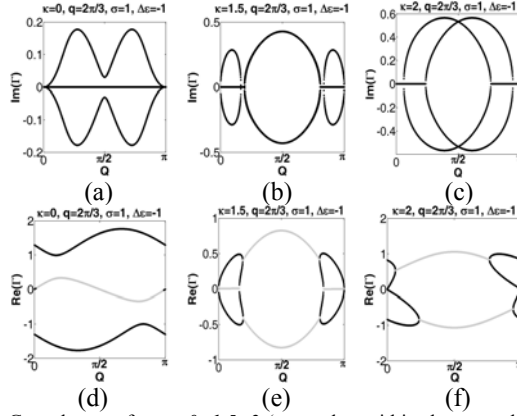 κ=0, q=2π/3, σ=1, Δε=-1
Im(Γ)
0.2
0.1
0
-0.1
-0.2
0 π/2 π
Q
(a)
κ=1.5, q=2π/3, σ=1, Δε=-1
Im(Γ)
0.5
0
-0.5
0 π/2 π
Q
(b)
κ=2, q=2π/3, σ=1, Δε=-1
Im(Γ)
0.6
0.4
0.2
0
-0.2
-0.4
0 π/2 π
Q
(c)
κ=0, q=2π/3, σ=1, Δε=-1
Re(Γ)
2
1
0
-1
-2
0 π/2 π
Q
(d)
κ=1.5, q=2π/3, σ=1, Δε=-1
Re(Γ)
1
0.5
0
-0.5
-1
0 π/2 π
Q
(e)
κ=2, q=2π/3, σ=1, Δε=-1
Re(Γ)
2
1
0
-1
-2
0 π/2 π
Q
(f)